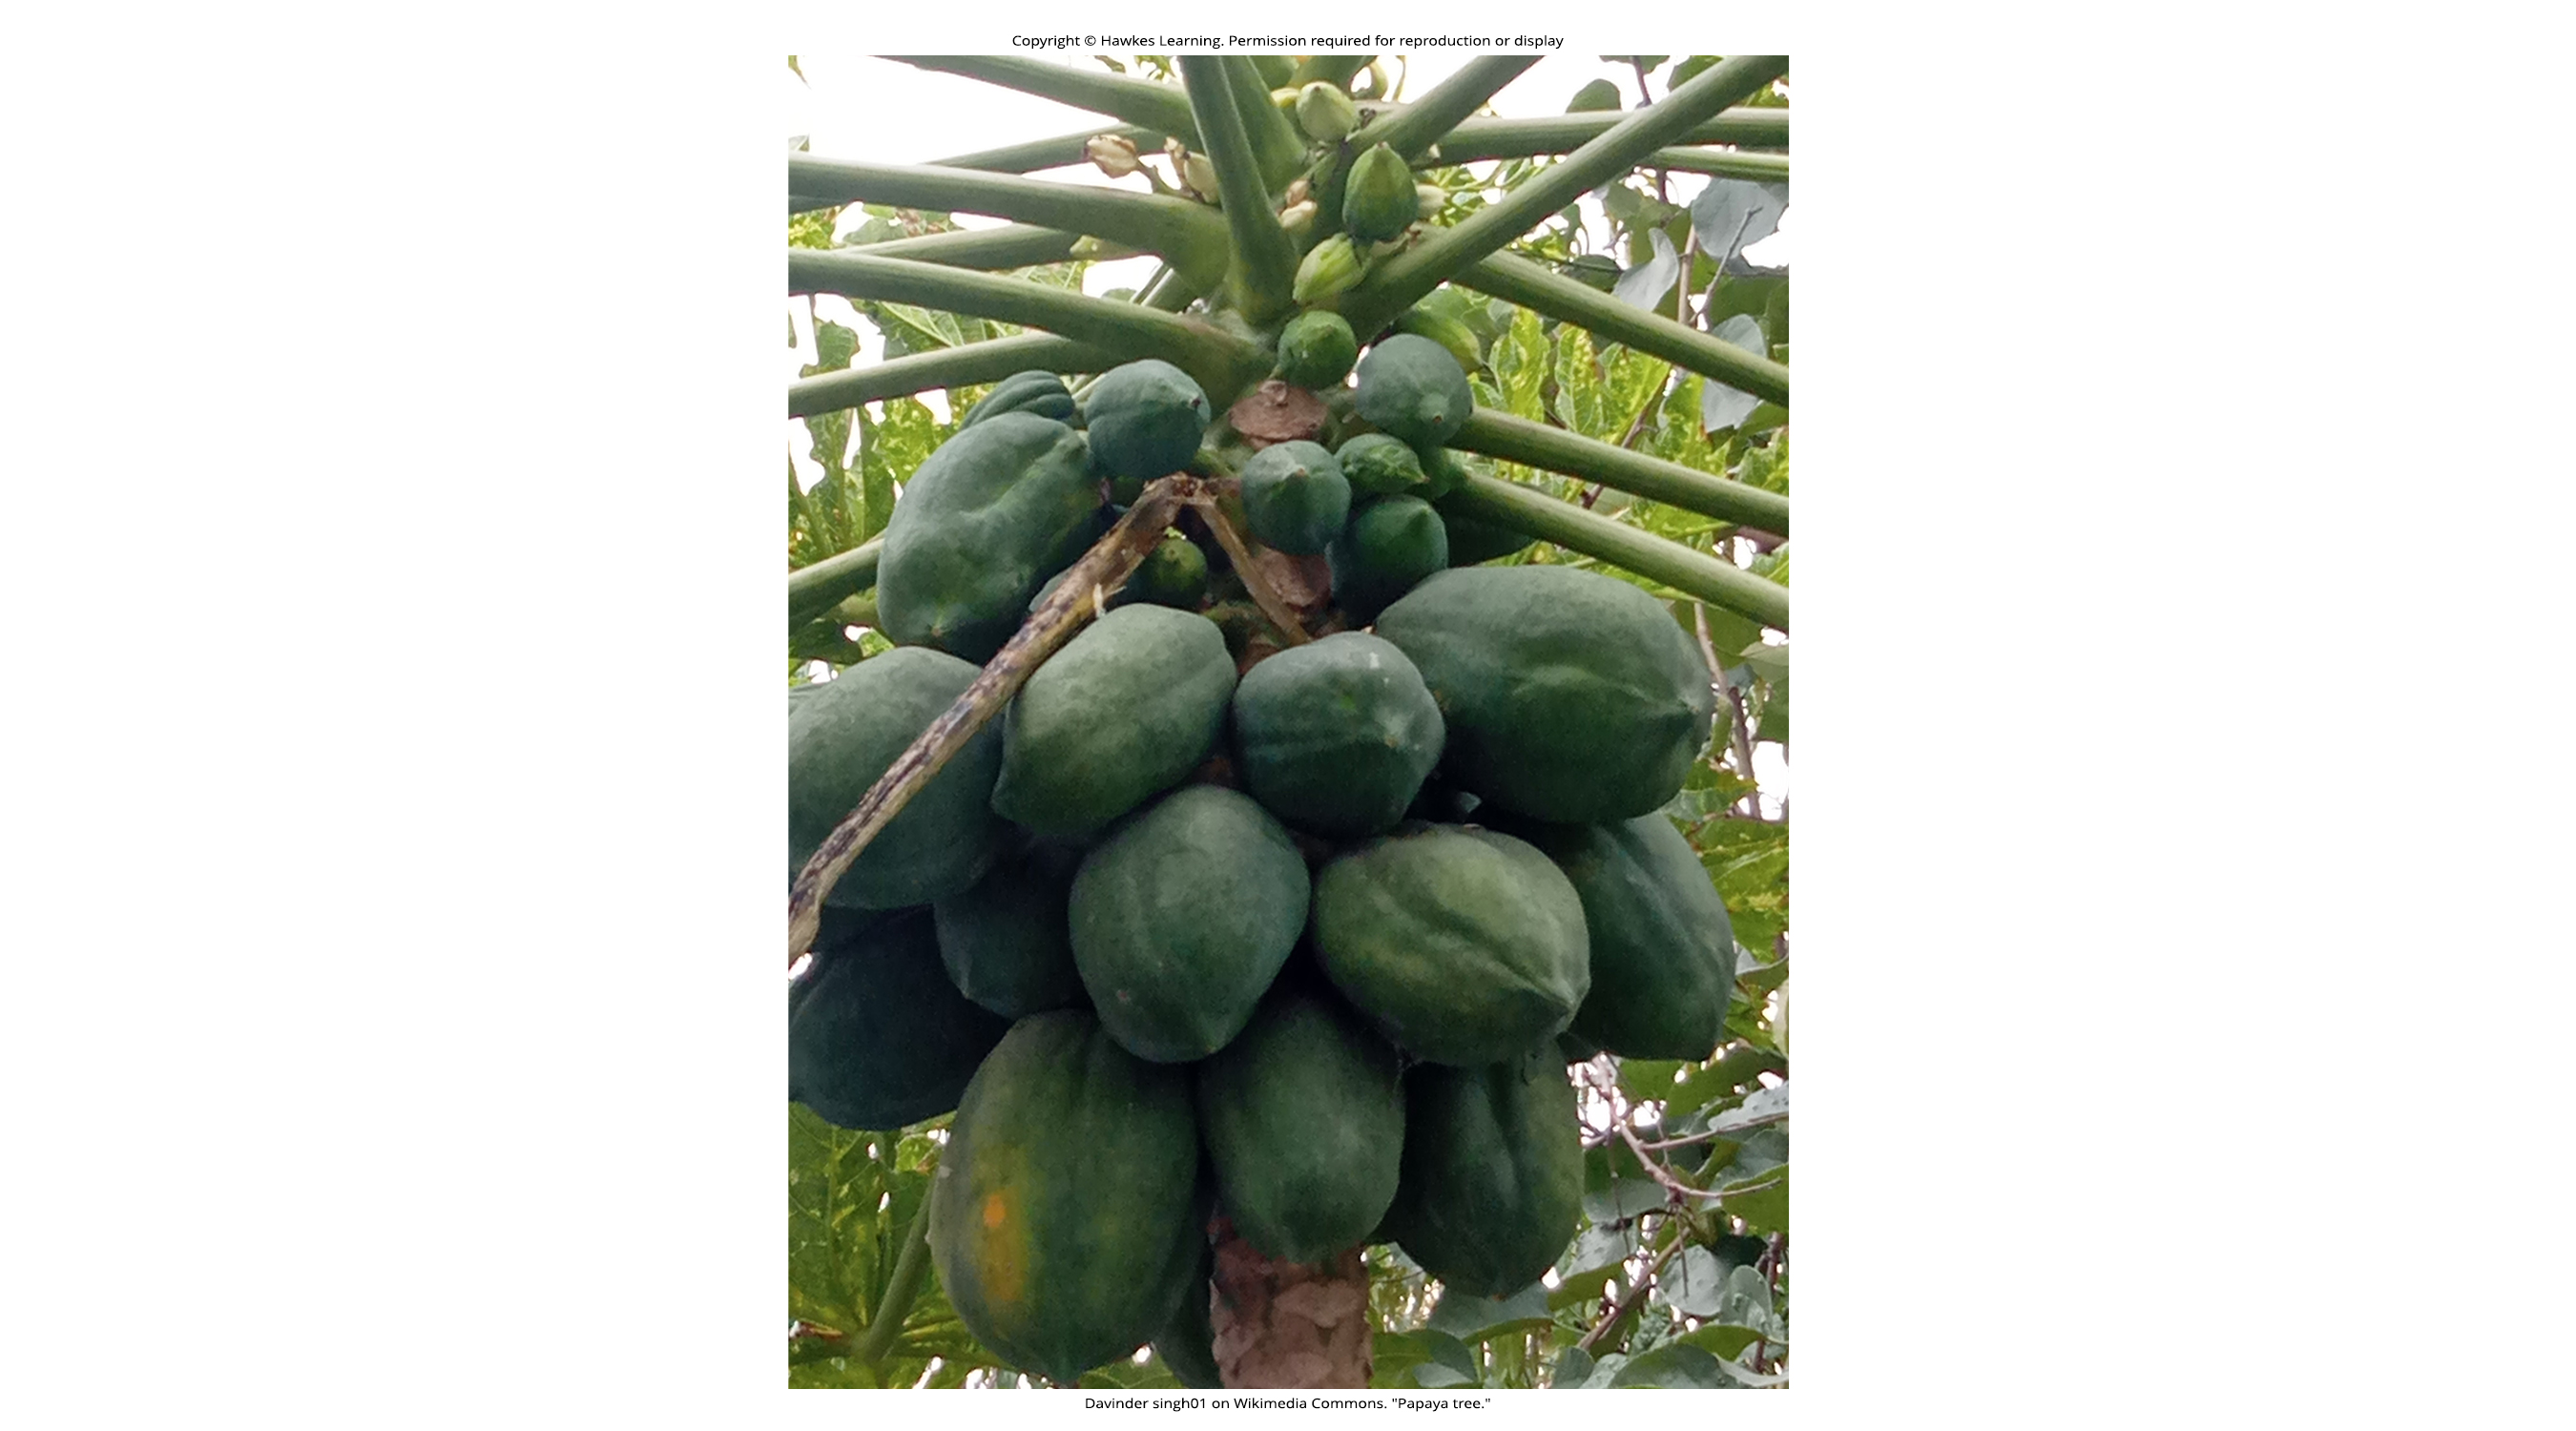 Copyright © Hawkes Learning. Permission required for reproduction or display
Davinder singh01 on Wikimedia Commons. "Papaya tree."